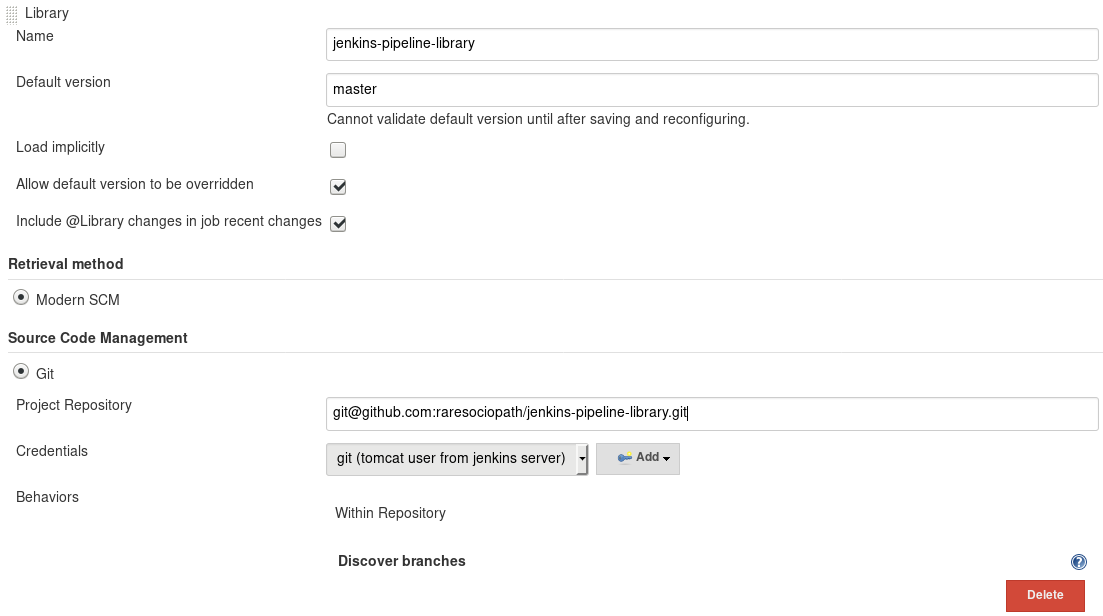 Library
Name
jenkins-pipeline-library
Default version
master
Cannot validate default version until after saving and reconfiguring.
Load implicitly
Allow default version to be overridden
Include @Library changes in job recent changes
Retrieval method
Modern SCM
Source Code Management
Git
Project Repository
git@github.com:raresociopath/jenkins-pipeline-library.git
Credentials
git (tomcat user from jenkins server)
Add
Behaviors
Within Repository
Discover branches
?
Delete